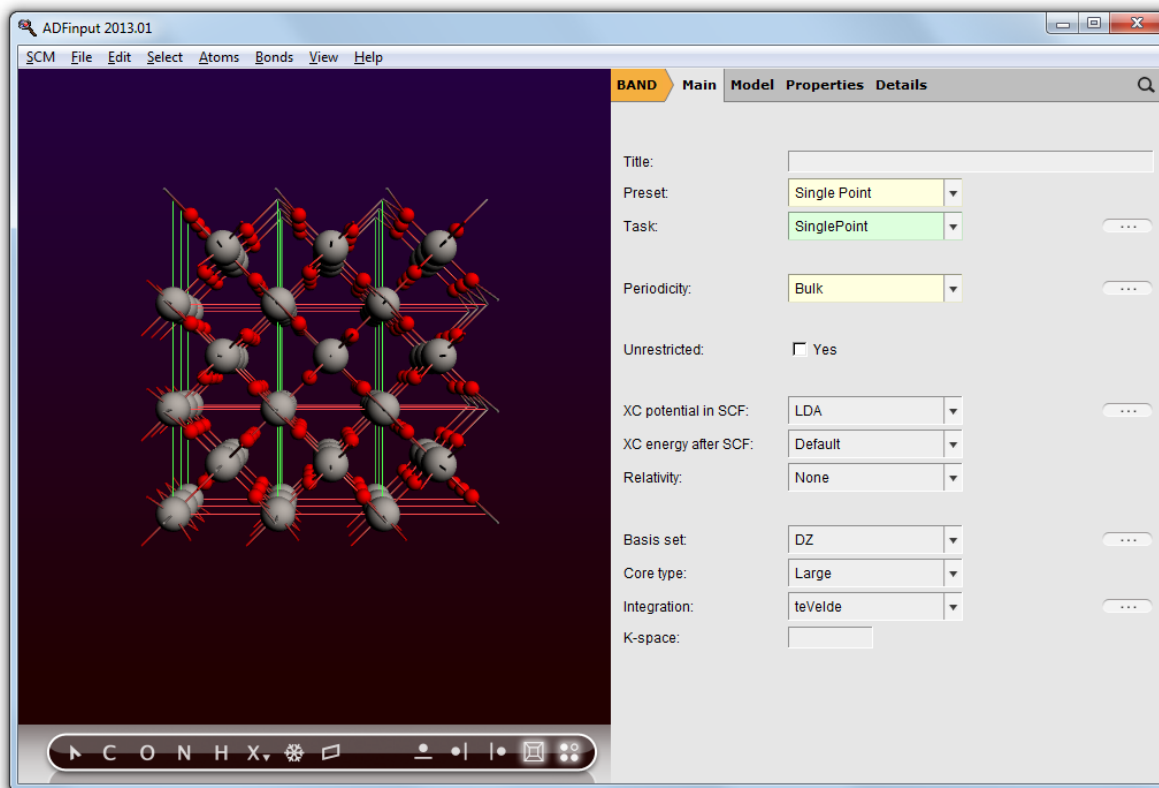 ADFinput 2013.01
SCM File Edit Select Atoms Bonds View Help
BAND Main Model Properties Details
Title:
Preset: Single Point
Task: SinglePoint
Periodicity: Bulk
Unrestricted: Yes
XC potential in SCF: LDA
XC energy after SCF: Default
Relativity: None
Basis set: DZ
Core type: Large
Integration: teVelde
K-space:
C O N H X